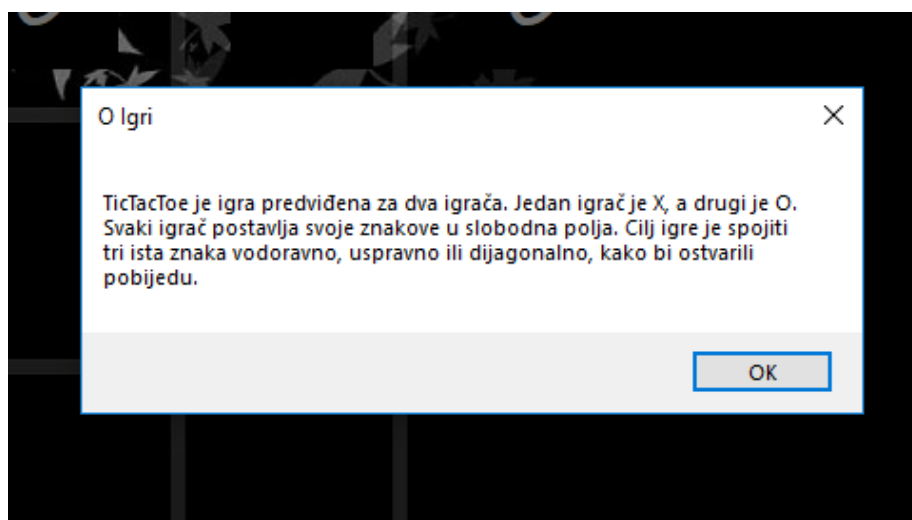 O Igri
TicTacToe je igra predviđena za dva igrača. Jedan igrač je X, a drugi je O.
Svaki igrač postavlja svoje znakove u slobodna polja. Cilj igre je spojiti
tri ista znaka vodoravno, uspravno ili dijagonalno, kako bi ostvarili
pobijedu.
OK